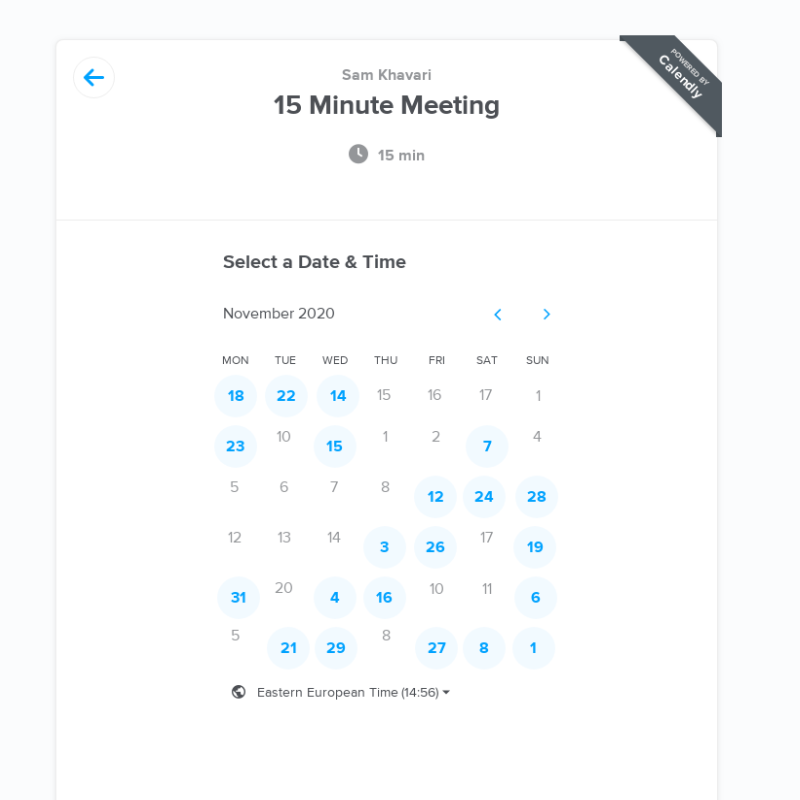 POWERED BY
Calendly
Sam Khavari
15 Minute Meeting
15 min
Select a Date & Time
November 2020
MON TUE WED THU FRI SAT SUN
18 22 14 15 16 17 1
23 10 15 1 2 7 4
5 6 7 8 12 24 28
12 13 14 3 26 17 19
31 20 4 16 10 11 6
5 21 29 8 27 8 1
Eastern European Time (14:56)